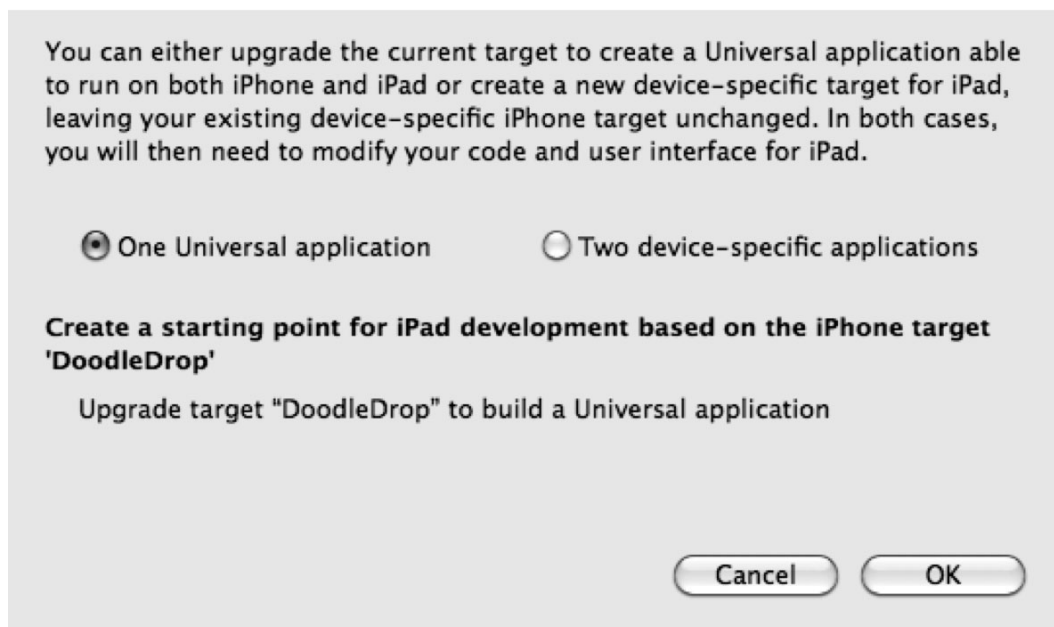 You can either upgrade the current target to create a Universal application able
to run on both iPhone and iPad or create a new device-specific target for iPad,
leaving your existing device-specific iPhone target unchanged. In both cases,
you will then need to modify your code and user interface for iPad.
One Universal application
Two device-specific applications
Create a starting point for iPad development based on the iPhone target
'DoodleDrop'
Upgrade target “DoodleDrop” to build a Universal application
Cancel
OK